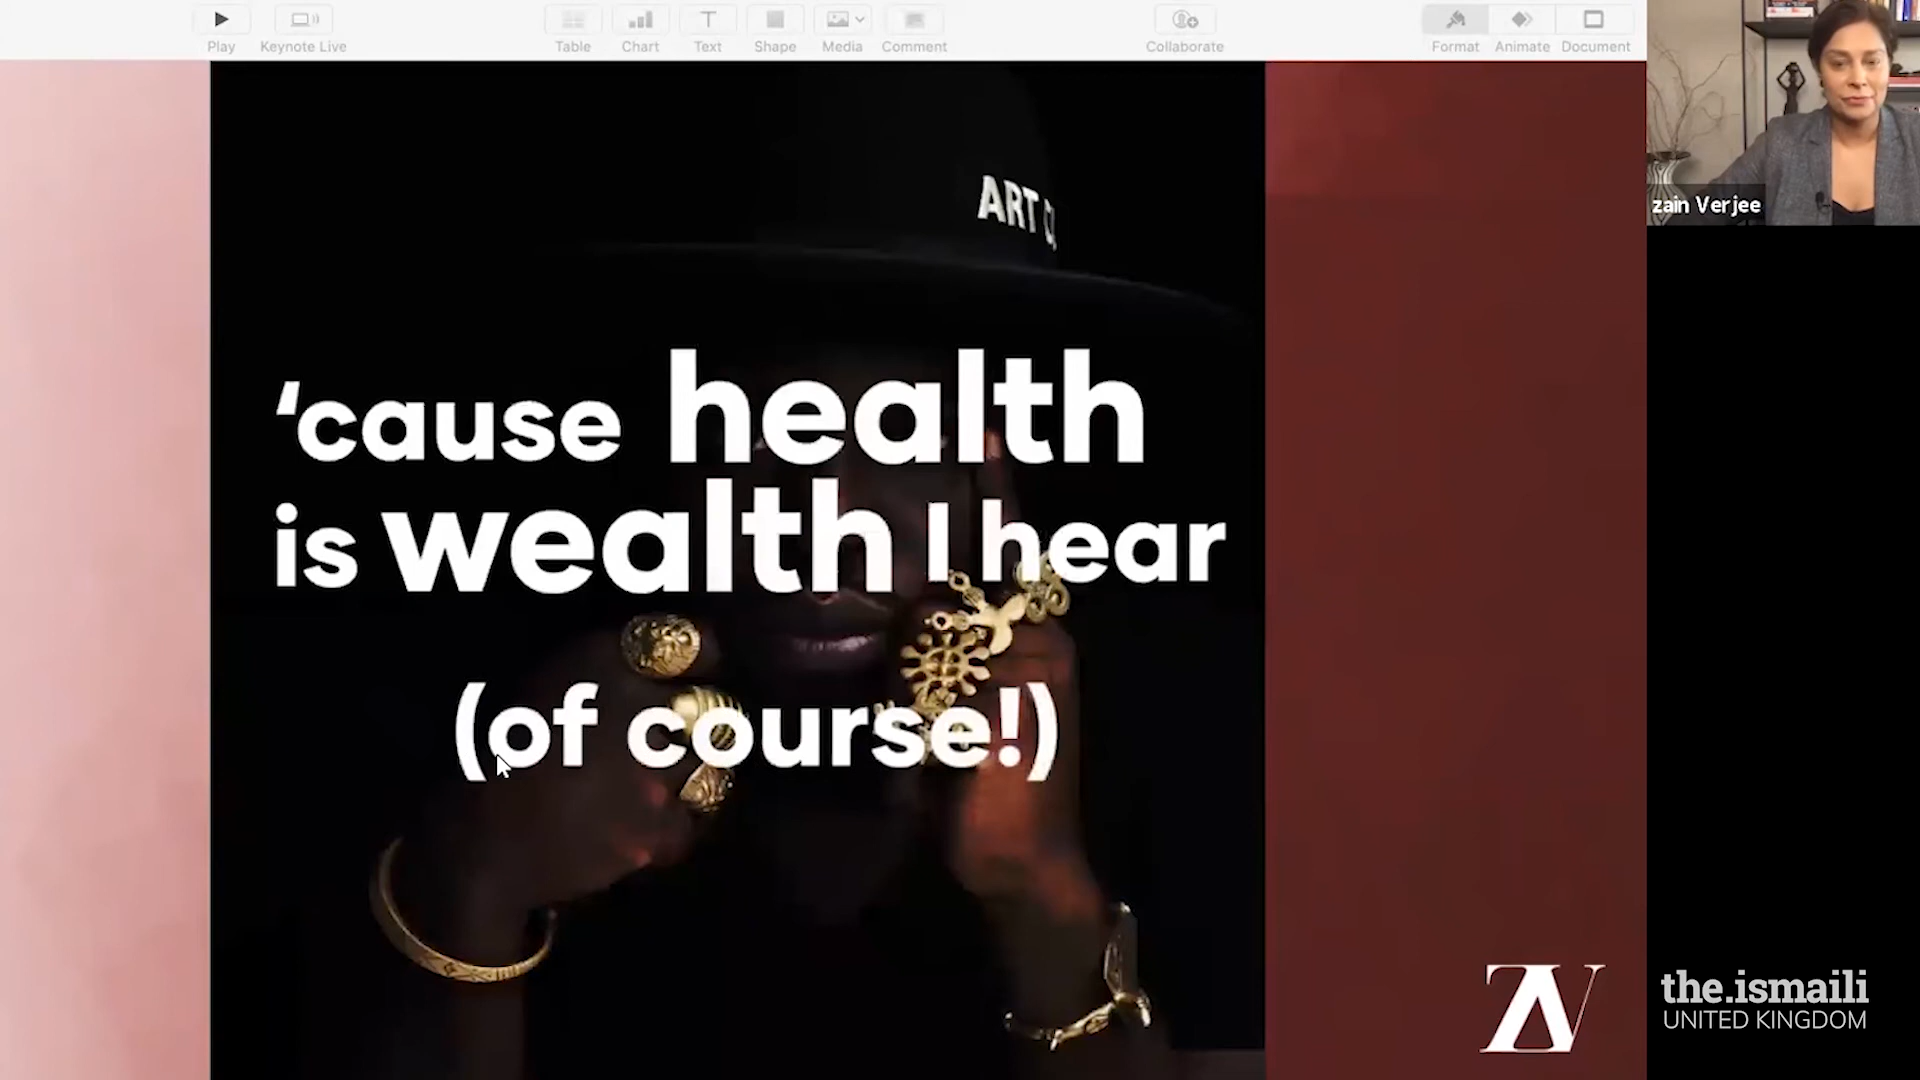 Play
Keynote Live
Table
Chart
Text
Shape
Media
Comment
Collaborate
Format
Animate
Document
zain Verjee
ART
‘cause health
is wealth I hear
(of course!)
ZV
the.ismaili
UNITED KINGDOM